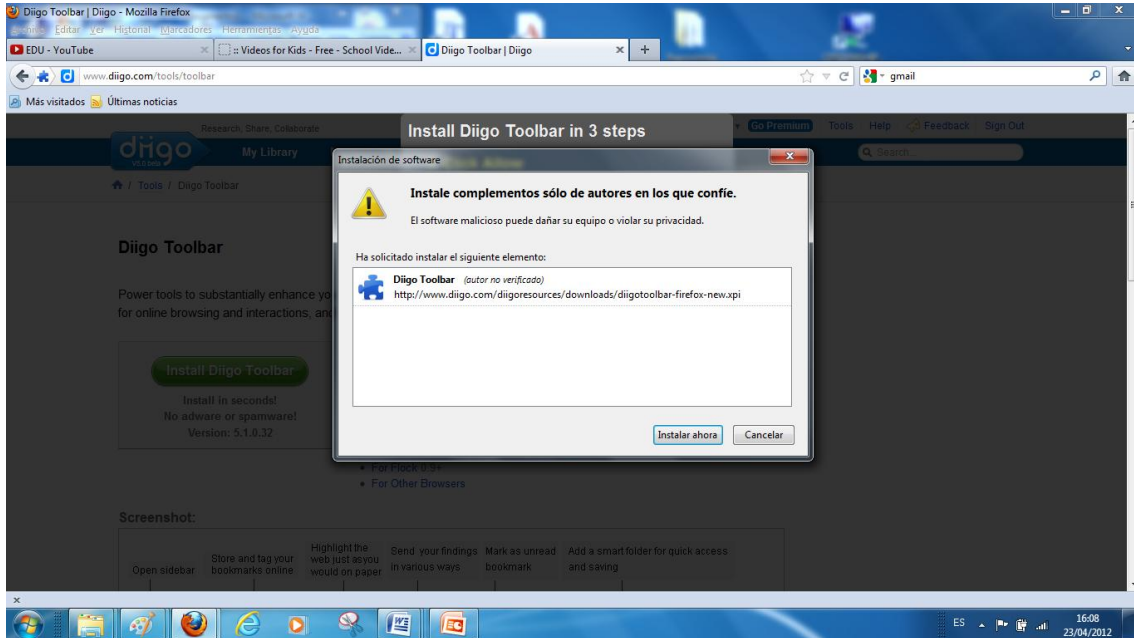 Diigo Toolbar | Diigo - Mozilla Firefox
Editar Ver Historial Marcadores Herramientas Ayuda
EDU - YouTube
:: Videos for Kids - Free - School Vide...
Diigo Toolbar | Diigo
www.diigo.com/tools/toolbar
gmail
Más visitados
Últimas noticias
Research, Share, Collaborate
Install Diigo Toolbar in 3 steps
Go Premium
Tools
Help
Feedback
Sign Out
diigo
V5.0 beta
My Library
Allow
Search...
/ Tools / Diigo Toolbar
Instalación de software
Instale complementos sólo de autores en los que confíe.
El software malicioso puede dañar su equipo o violar su privacidad.
Ha solicitado instalar el siguiente elemento:
Diigo Toolbar (autor no verificado)
http://www.diigo.com/diigoresources/downloads/diigotoolbar-firefox-new.xpi
Instalar ahora
Cancelar
Diigo Toolbar
Power tools to substantially enhance yo
for online browsing and interactions, and
Install Diigo Toolbar
Install in seconds!
No adware or spamware!
Version: 5.1.0.32
For Flock 0.9+
For Other Browsers
Screenshot:
Open sidebar
Store and tag your
bookmarks online
Highlight the
web just as you
would on paper
Send your findings
in various ways
Mark as unread
bookmark
Add a smart folder for quick access
and saving
ES
16:08
23/04/2012